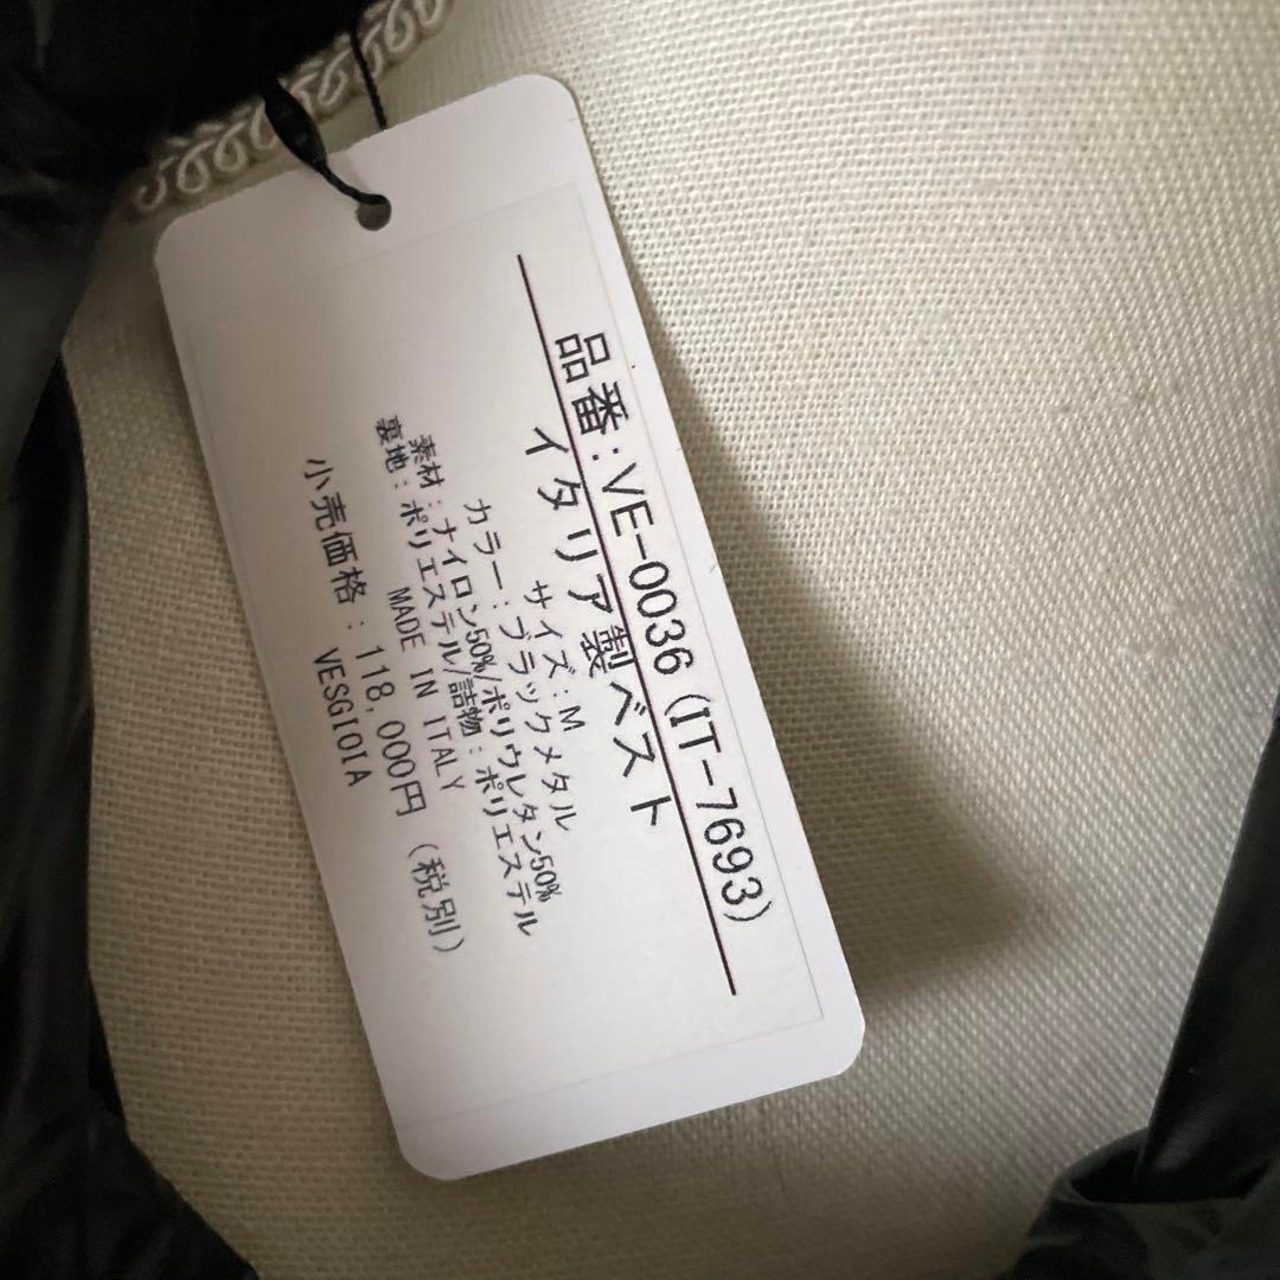 品番:VE-0036(IT-7693)
イタリア製ベスト
サイズ:M
カラー:ブラックメタル
素材:ナイロン50%/ポリウレタン50%
裏地:ポリエステル/詰物:ポリエステル
MADE IN ITALY
小売価格:118,000円(税別)
VESGIOIA